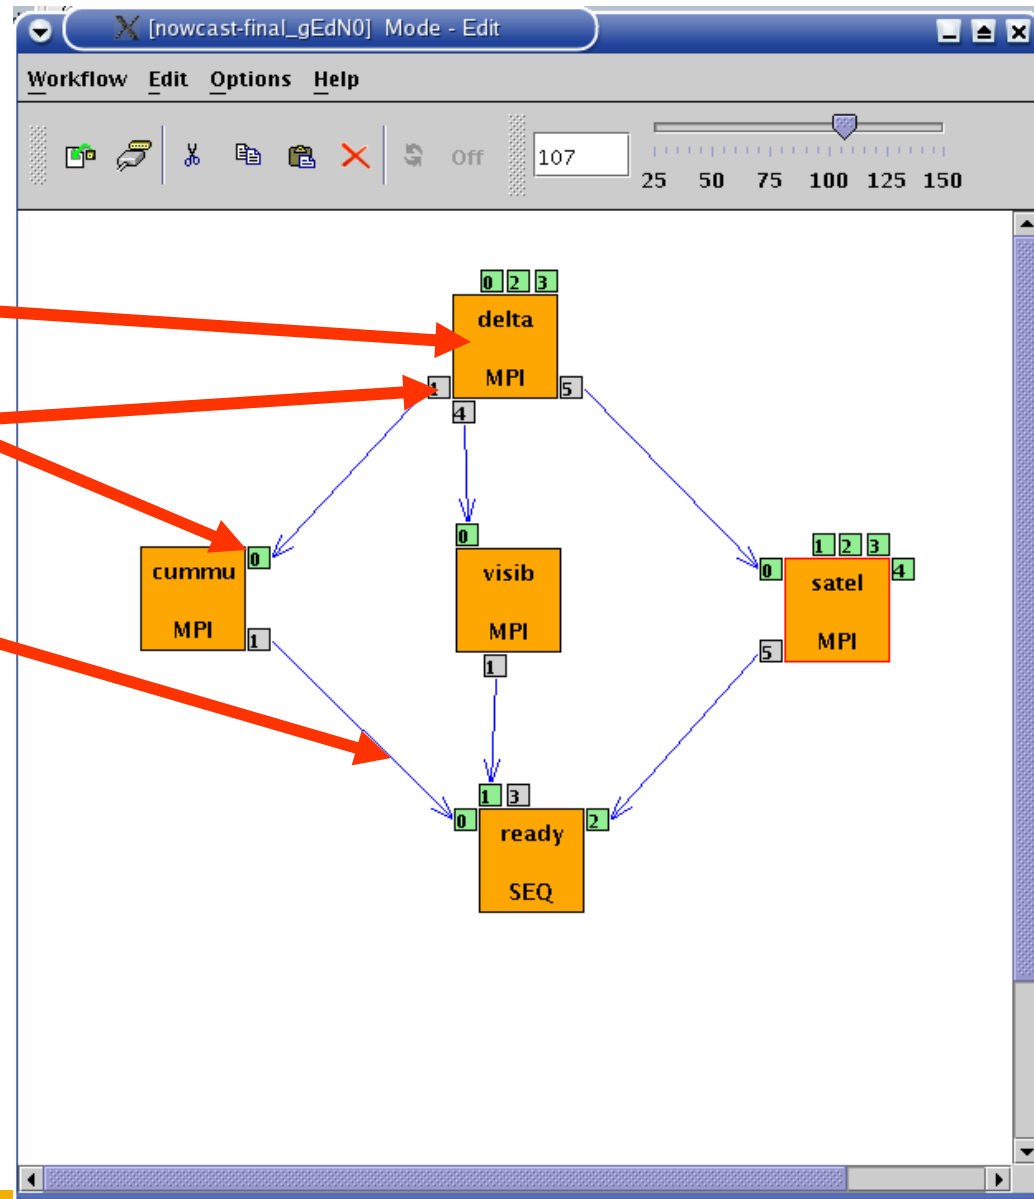 [nowcast-final_gEdN0] Mode - Edit
Workflow Edit Options Help
Off 107
25 50 75 100 125 150
0 2 3
delta
MPI
1 5
4
0
cummu
MPI
1
0
visib
MPI
1
1 2 3
0 4
satel
MPI
5
1 3
0 2
ready
SEQ